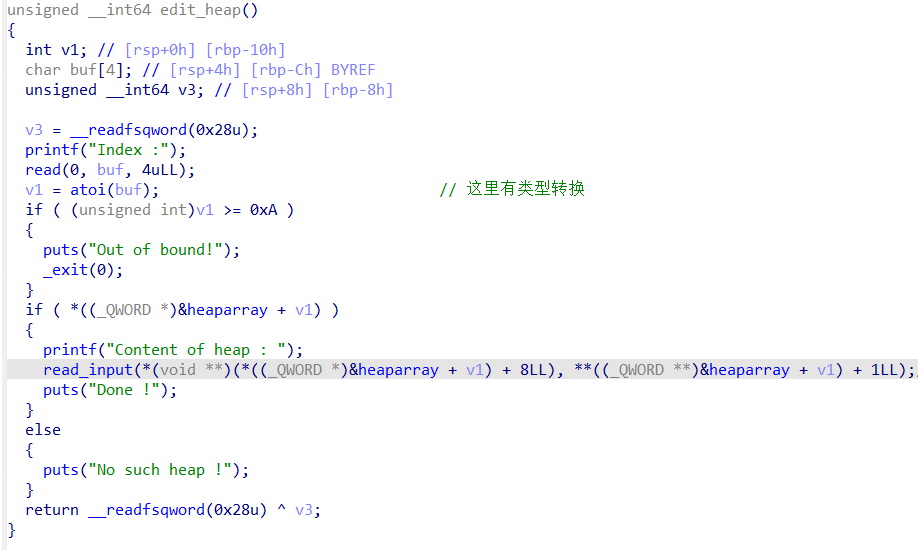 unsigned __int64 edit_heap()
{
  int v1; // [rsp+0h] [rbp-10h]
  char buf[4]; // [rsp+4h] [rbp-Ch] BYREF
  unsigned __int64 v3; // [rsp+8h] [rbp-8h]

  v3 = __readfsqword(0x28u);
  printf("Index :");
  read(0, buf, 4uLL);
  v1 = atoi(buf);                               // 这里有类型转换
  if ( (unsigned int)v1 >= 0xA )
  {
    puts("Out of bound!");
    _exit(0);
  }
  if ( *((_QWORD *)&heaparray + v1) )
  {
    printf("Content of heap : ");
    read_input(*(void **)(*((_QWORD *)&heaparray + v1) + 8LL), **((_QWORD **)&heaparray + v1) + 1LL);
    puts("Done !");
  }
  else
  {
    puts("No such heap !");
  }
  return __readfsqword(0x28u) ^ v3;
}